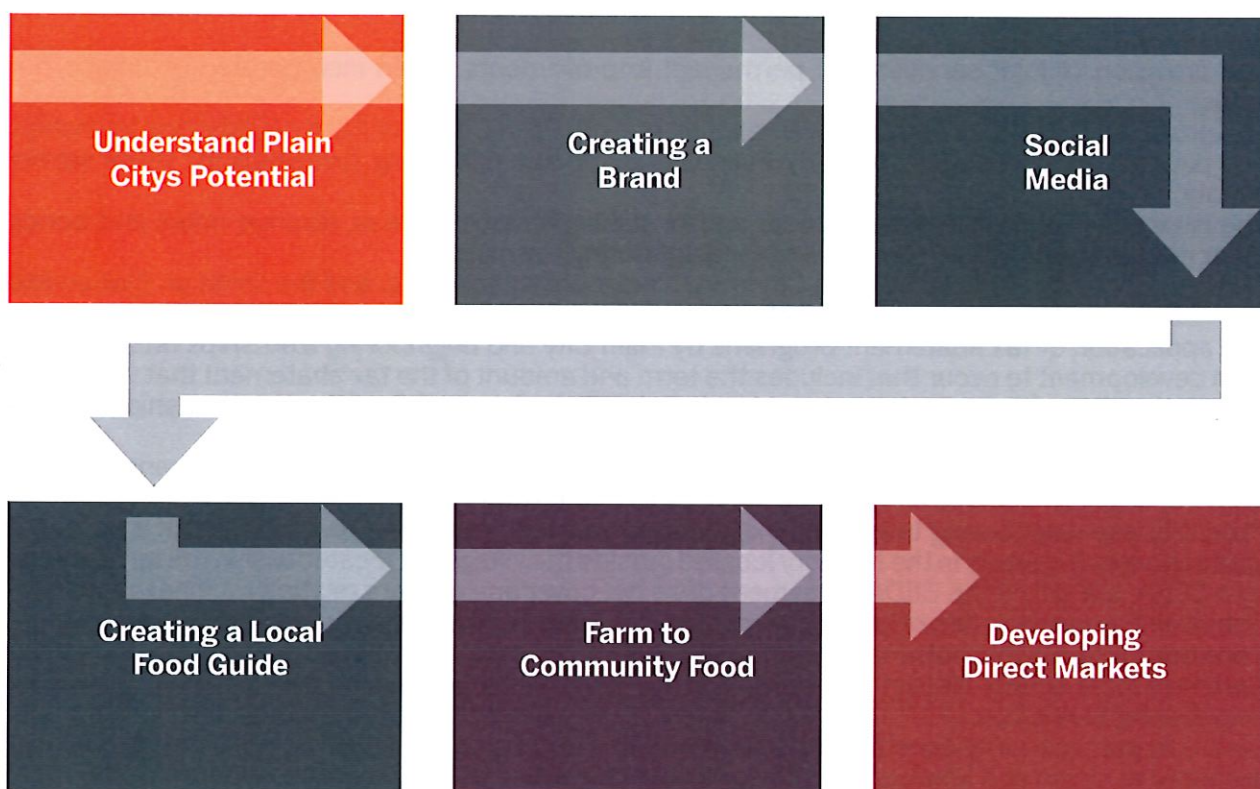 Understand Plain
Citys Potential
Creating a
Brand
Social
Media
Creating a Local
Food Guide
Farm to
Community Food
Developing
Direct Markets